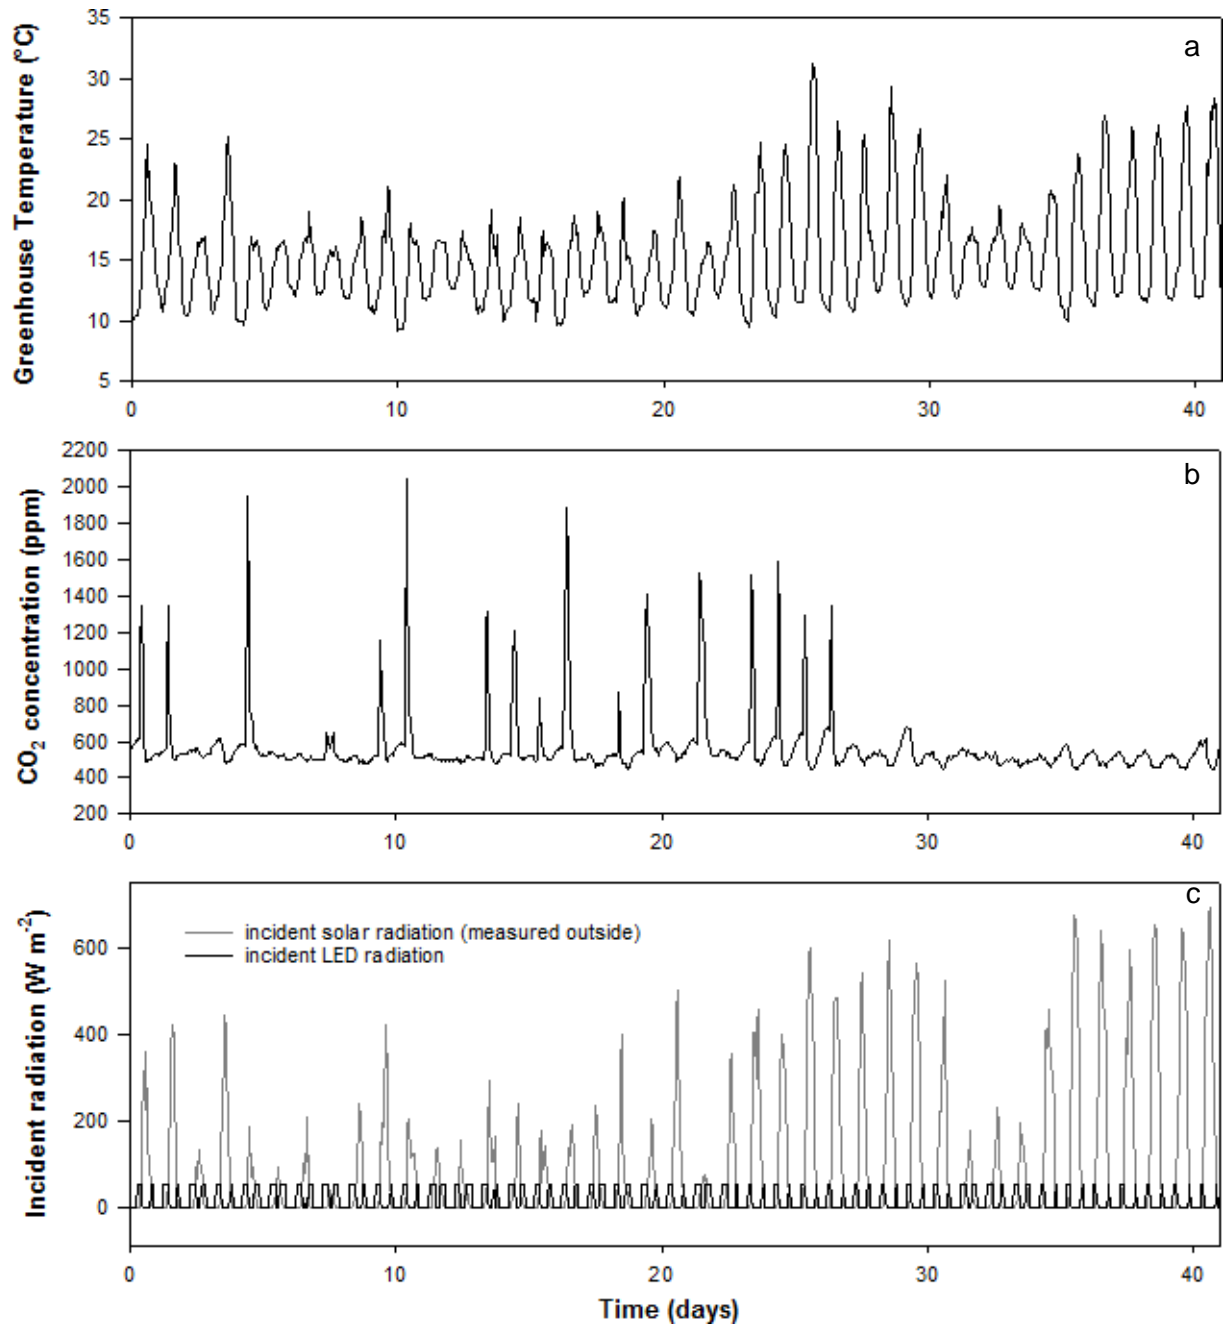 a
Greenhouse Temperature (°C)
35
30
25
20
15
10
5
0 10 20 30 40
b
CO2 concentration (ppm)
2200
2000
1800
1600
1400
1200
1000
800
600
400
200
0 10 20 30 40
c
Incident radiation (W m-2)
incident solar radiation (measured outside)
incident LED radiation
600
400
200
0
0 10 20 30 40
Time (days)